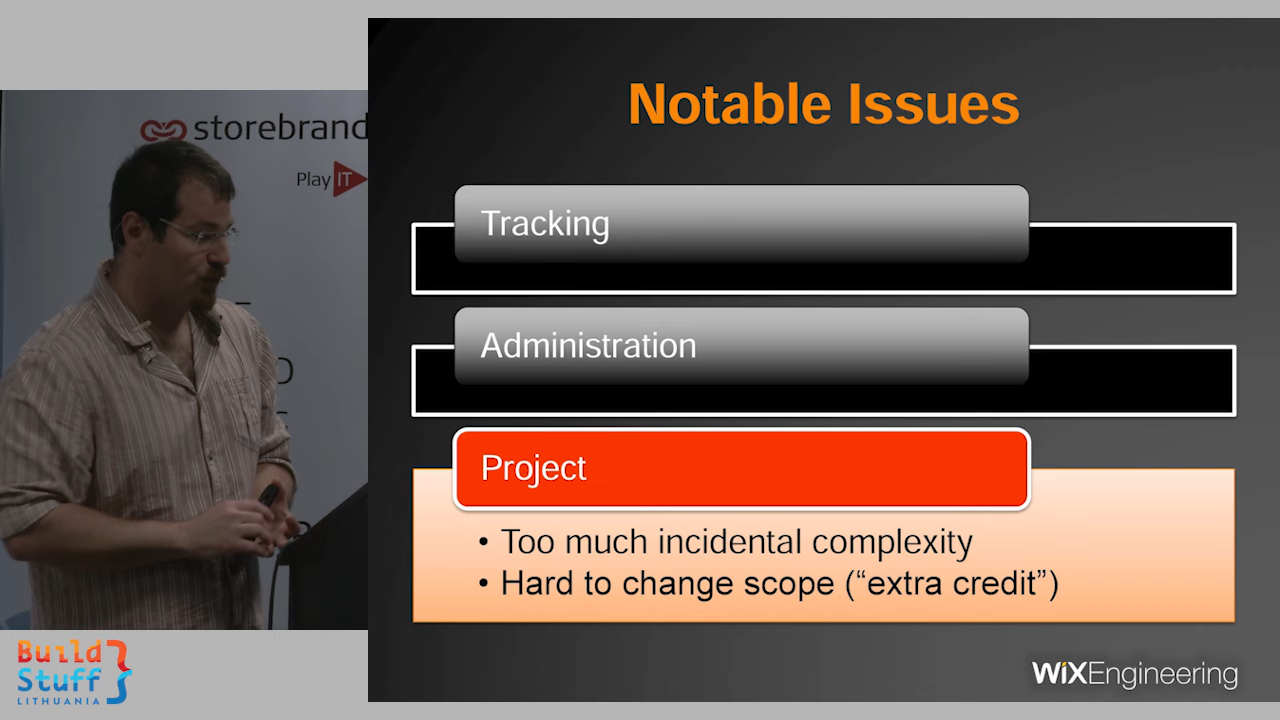 storebrand
Play IT
Notable Issues
Tracking
Administration
Project
• Too much incidental complexity
• Hard to change scope (“extra credit”)
Build
Stuff
LITHUANIA
WiXEngineering